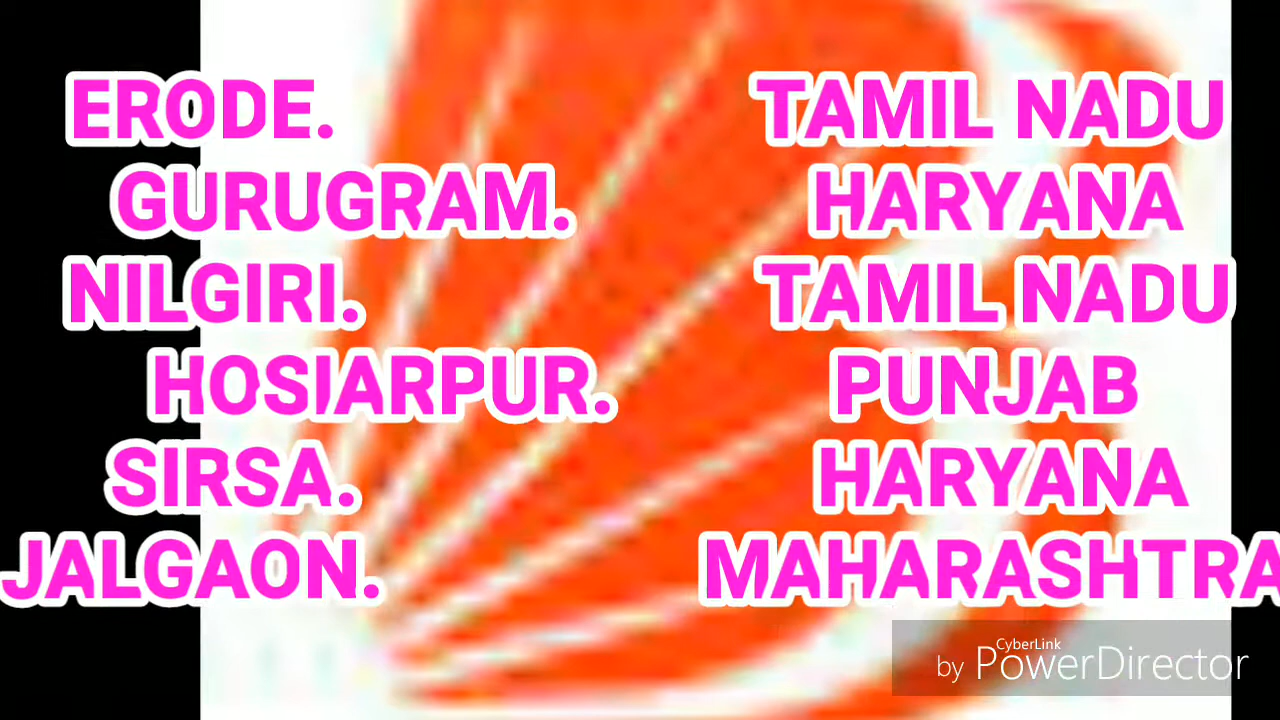 ERODE. TAMIL NADU
GURUGRAM. HARYANA
NILGIRI. TAMIL NADU
HOSIARPUR. PUNJAB
SIRSA. HARYANA
JALGAON. MAHARASHTRA
CyberLink
by PowerDirector